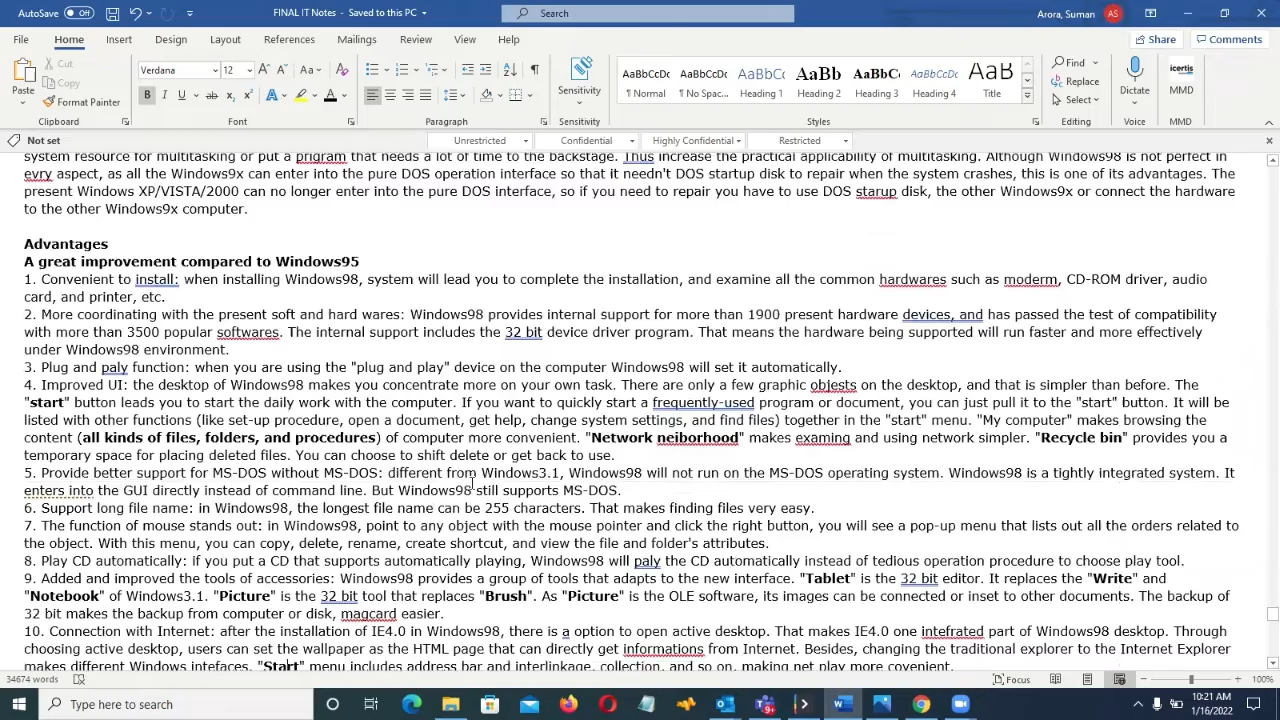 AutoSave Off FINAL IT Notes - Saved to this PC Search Arora, Suman AS
File Home Insert Design Layout References Mailings Review View Help Share Comments
Paste Cut Copy Format Painter Verdana 12 Aa Sensitivity Find Replace Select Dictate icertis MMD
AaBbCcDc AaBbCcDc AaBbCcDc AaBb AaBbC AaBbCcDc AaB
¶ Normal ¶ No Spac... Heading 1 Heading 2 Heading 3 Heading 4 Title
Clipboard Font Paragraph Sensitivity Styles Editing Voice MMD
Not set Unrestricted Confidential Highly Confidential Restricted
system resource for multitasking or put a prigram that needs a lot of time to the backstage. Thus increase the practical applicability of multitasking. Although Windows98 is not perfect in
evry aspect, as all the Windows9x can enter into the pure DOS operation interface so that it needn't DOS startup disk to repair when the system crashes, this is one of its advantages. The
present Windows XP/VISTA/2000 can no longer enter into the pure DOS interface, so if you need to repair you have to use DOS starup disk, the other Windows9x or connect the hardware
to the other Windows9x computer.
Advantages
A great improvement compared to Windows95
1. Convenient to install: when installing Windows98, system will lead you to complete the installation, and examine all the common hardwares such as moderm, CD-ROM driver, audio
card, and printer, etc.
2. More coordinating with the present soft and hard wares: Windows98 provides internal support for more than 1900 present hardware devices, and has passed the test of compatibility
with more than 3500 popular softwares. The internal support includes the 32 bit device driver program. That means the hardware being supported will run faster and more effectively
under Windows98 environment.
3. Plug and paly function: when you are using the "plug and play" device on the computer Windows98 will set it automatically.
4. Improved UI: the desktop of Windows98 makes you concentrate more on your own task. There are only a few graphic objests on the desktop, and that is simpler than before. The
"start" button leads you to start the daily work with the computer. If you want to quickly start a frequently-used program or document, you can just pull it to the "start" button. It will be
listed with other functions (like set-up procedure, open a document, get help, change system settings, and find files) together in the "start" menu. "My computer" makes browsing the
content (all kinds of files, folders, and procedures) of computer more convenient. "Network neiborhood" makes examing and using network simpler. "Recycle bin" provides you a
temporary space for placing deleted files. You can choose to shift delete or get back to use.
5. Provide better support for MS-DOS without MS-DOS: different from Windows3.1, Windows98 will not run on the MS-DOS operating system. Windows98 is a tightly integrated system. It
enters into the GUI directly instead of command line. But Windows98 still supports MS-DOS.
6. Support long file name: in Windows98, the longest file name can be 255 characters. That makes finding files very easy.
7. The function of mouse stands out: in Windows98, point to any object with the mouse pointer and click the right button, you will see a pop-up menu that lists out all the orders related to
the object. With this menu, you can copy, delete, rename, create shortcut, and view the file and folder's attributes.
8. Play CD automatically: if you put a CD that supports automatically playing, Windows98 will paly the CD automatically instead of tedious operation procedure to choose play tool.
9. Added and improved the tools of accessories: Windows98 provides a group of tools that adapts to the new interface. "Tablet" is the 32 bit editor. It replaces the "Write" and
"Notebook" of Windows3.1. "Picture" is the 32 bit tool that replaces "Brush". As "Picture" is the OLE software, its images can be connected or inset to other documents. The backup of
32 bit makes the backup from computer or disk, magcard easier.
10. Connection with Internet: after the installation of IE4.0 in Windows98, there is a option to open active desktop. That makes IE4.0 one intefrated part of Windows98 desktop. Through
choosing active desktop, users can set the wallpaper as the HTML page that can directly get informations from Internet. Besides, changing the traditional explorer to the Internet Explorer
makes different Windows intefaces. "Start" menu includes address bar and interlinkage, collection, and so on, making net play more covenient.
34674 words Focus 100%
Type here to search 10:21 AM
1/16/2022